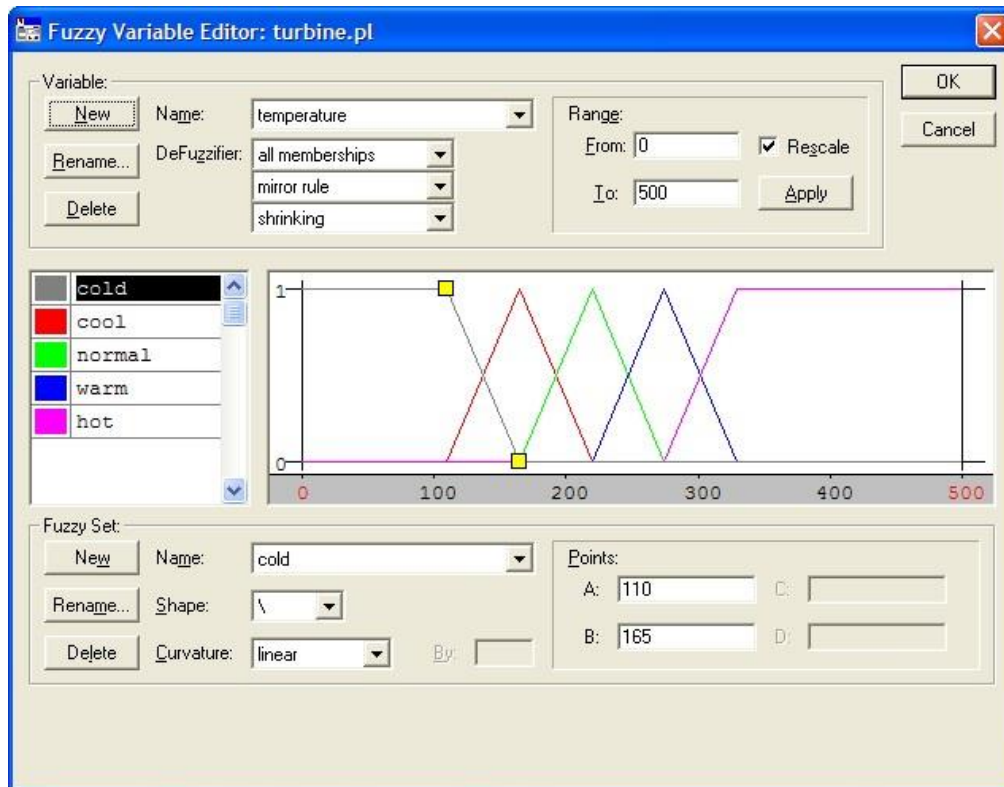 Fuzzy Variable Editor: turbine.pl
Variable:
New
Name:
temperature
Range:
From: 0
Rescale
OK
Cancel
Rename...
DeFuzzifier:
all memberships
mirror rule
shrinking
To: 500
Apply
Delete
cold
cool
normal
warm
hot
1
0
0 100 200 300 400 500
Fuzzy Set:
New
Name:
cold
Points:
A: 110
C:
Rename...
Shape:
\
B: 165
D:
Delete
Curvature:
linear
By: